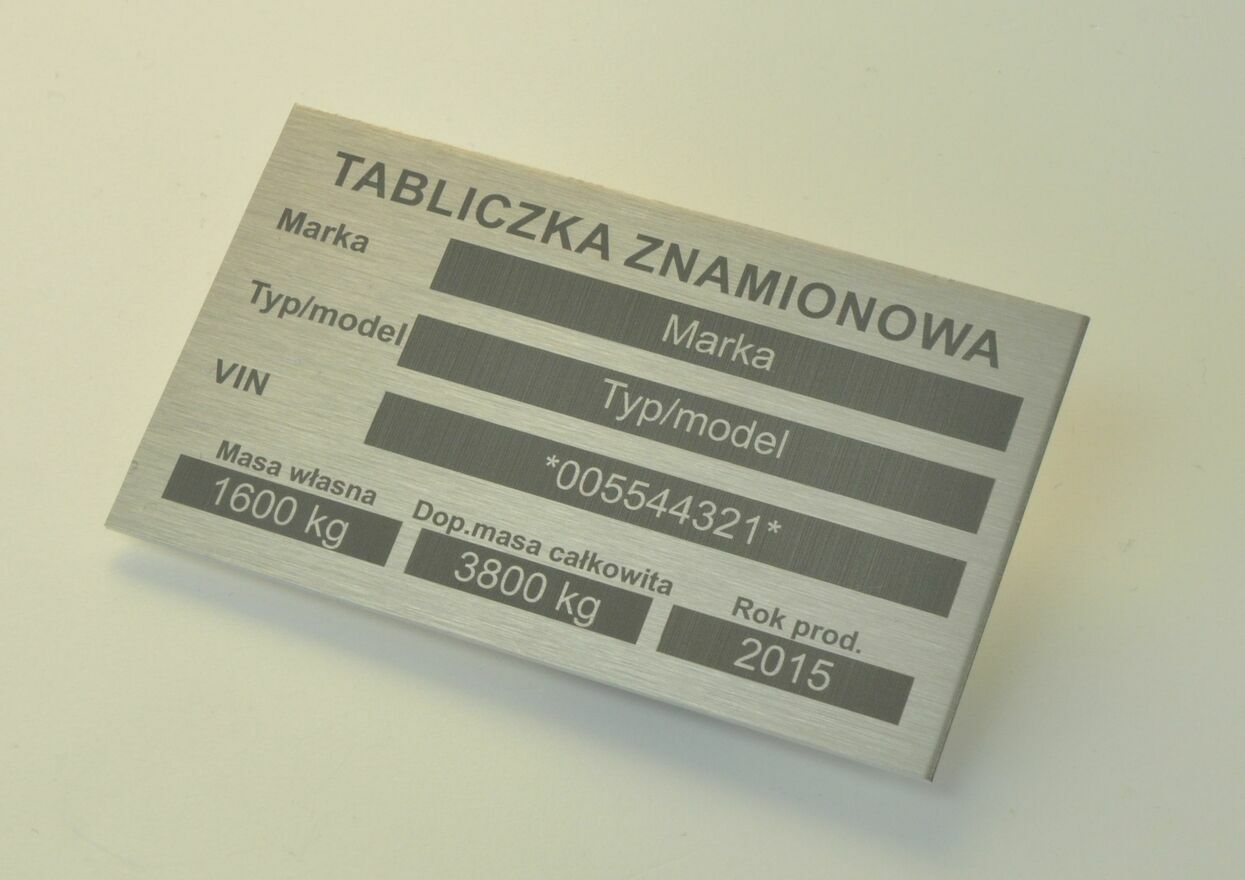 TABLICZKA ZNAMIONOWA
Marka Marka
Typ/model Typ/model
VIN *005544321*
Masa własna Dop.masa całkowita Rok prod.
1600 kg 3800 kg 2015